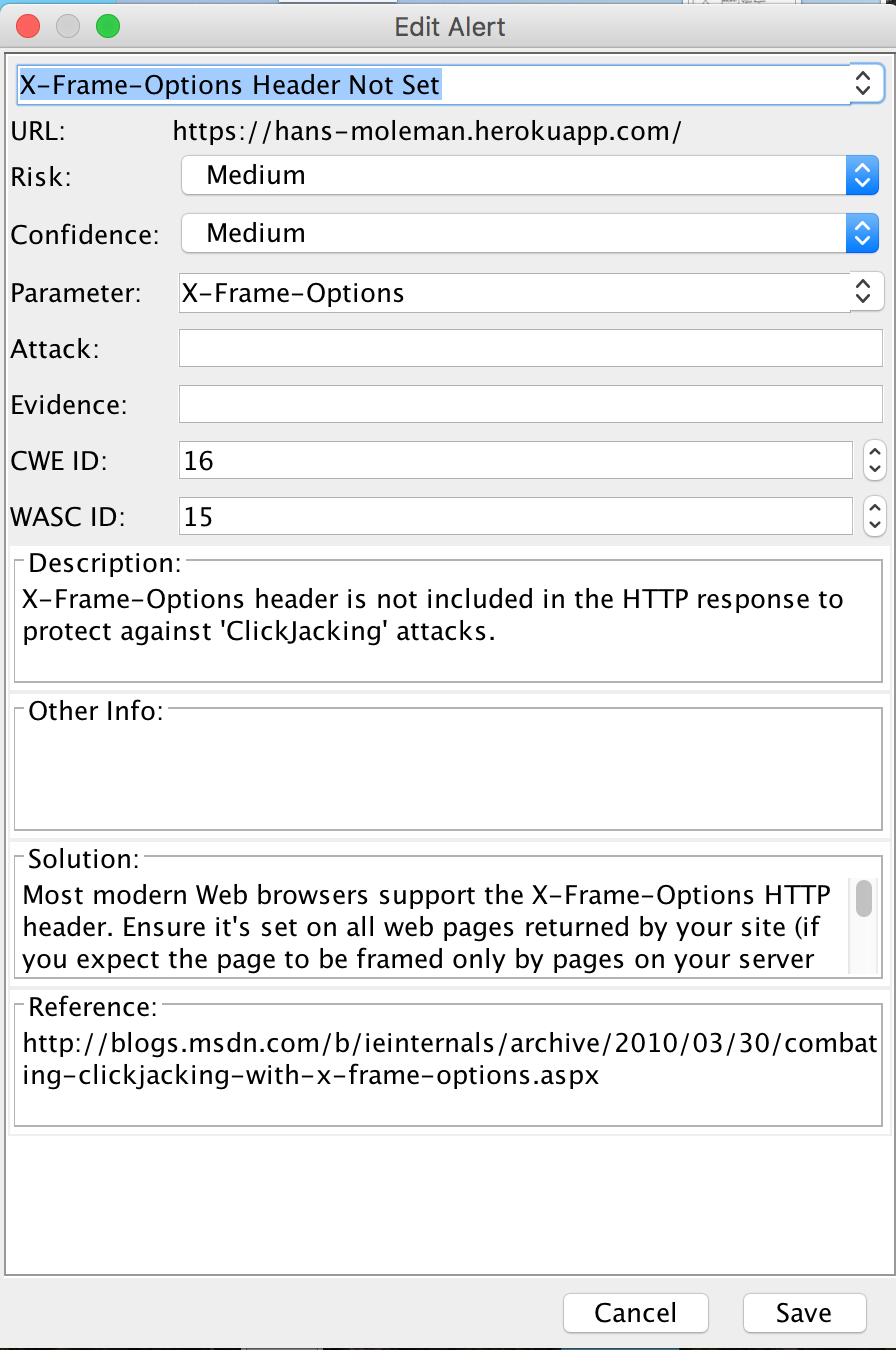 Edit Alert
X-Frame-Options Header Not Set
URL: https://hans-moleman.herokuapp.com/
Risk: Medium
Confidence: Medium
Parameter: X-Frame-Options
Attack:
Evidence:
CWE ID: 16
WASC ID: 15
Description:
X-Frame-Options header is not included in the HTTP response to
protect against 'ClickJacking' attacks.
Other Info:
Solution:
Most modern Web browsers support the X-Frame-Options HTTP
header. Ensure it's set on all web pages returned by your site (if
you expect the page to be framed only by pages on your server
Reference:
http://blogs.msdn.com/b/ieinternals/archive/2010/03/30/combat
ing-clickjacking-with-x-frame-options.aspx
Cancel Save